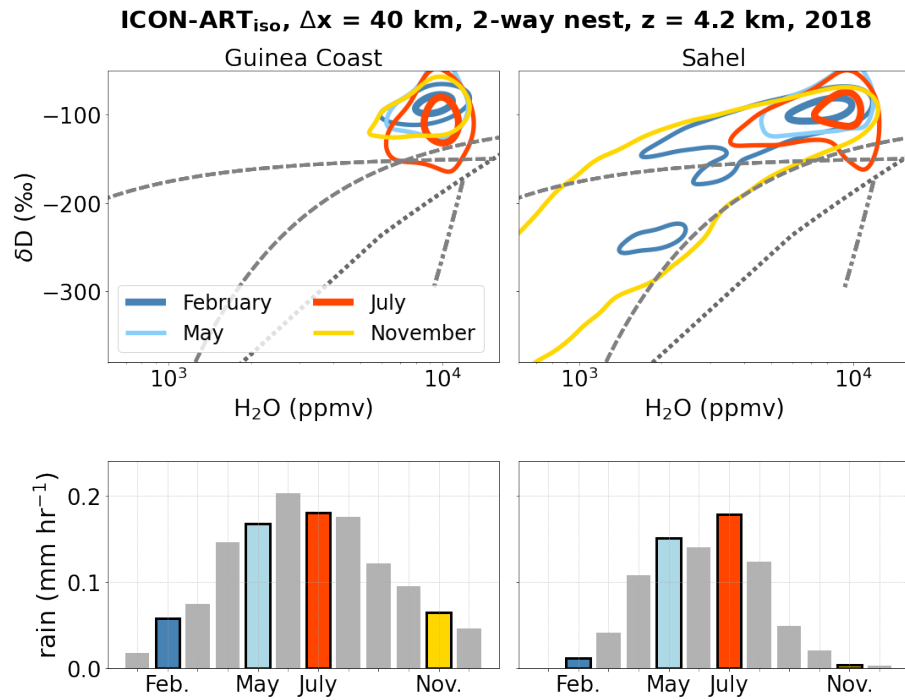 ICON-ART_iso, Δx = 40 km, 2-way nest, z = 4.2 km, 2018
Guinea Coast
Sahel
δD (‰)
−100
−200
−300
February
July
May
November
10³
10⁴
10³
10⁴
H₂O (ppmv)
H₂O (ppmv)
rain (mm hr⁻¹)
0.2
0.1
0.0
Feb.
May
July
Nov.
Feb.
May
July
Nov.